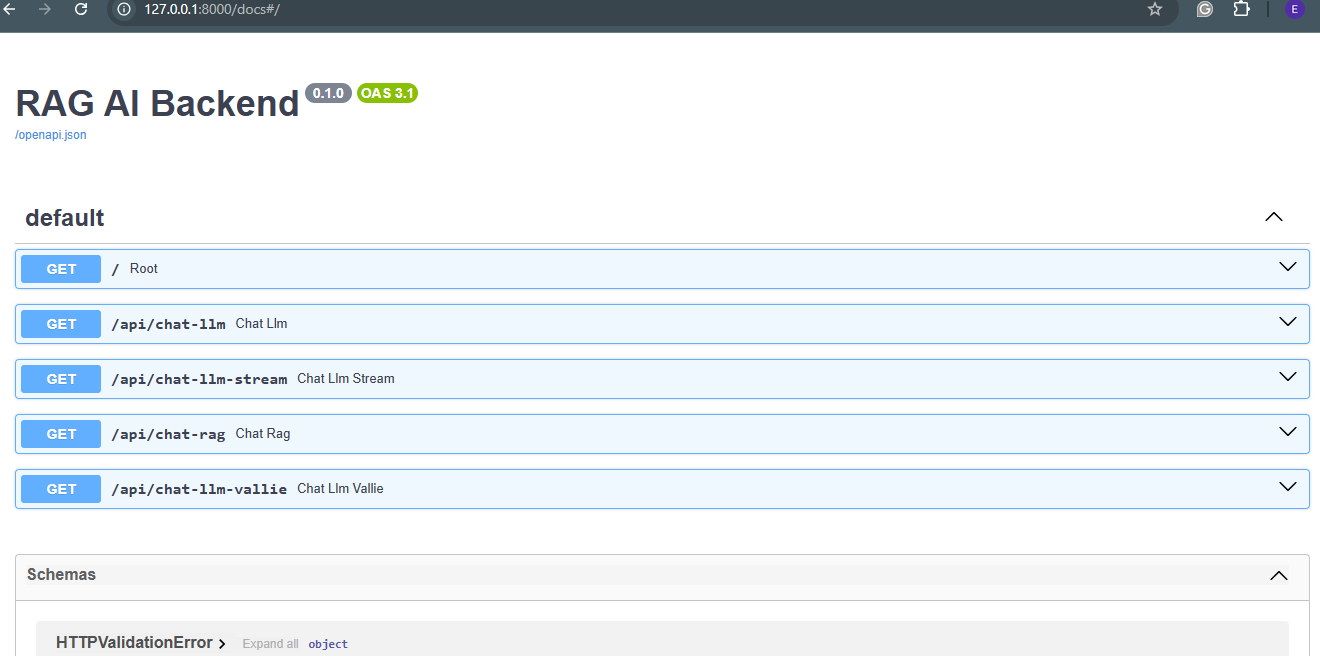 127.0.0.1:8000/docs#/
E
RAG AI Backend 0.1.0 OAS 3.1
/openapi.json
default
GET / Root
GET /api/chat-llm Chat Llm
GET /api/chat-llm-stream Chat Llm Stream
GET /api/chat-rag Chat Rag
GET /api/chat-llm-vallie Chat Llm Vallie
Schemas
HTTPValidationError Expand all object